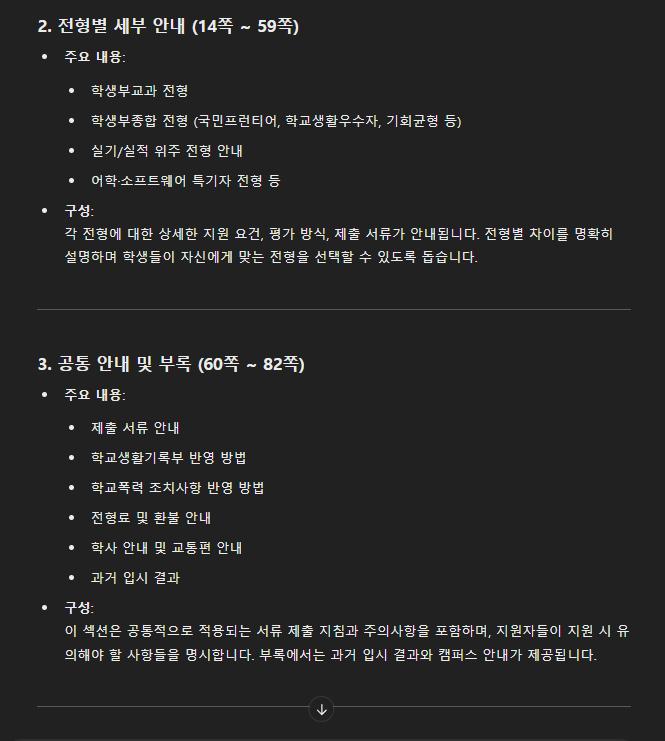 2. 전형별 세부 안내 (14쪽 ~ 59쪽)
• 주요 내용:
• 학생부교과 전형
• 학생부종합 전형 (국민프런티어, 학교생활우수자, 기회균형 등)
• 실기/실적 위주 전형 안내
• 어학·소프트웨어 특기자 전형 등
• 구성:
각 전형에 대한 상세한 지원 요건, 평가 방식, 제출 서류가 안내됩니다. 전형별 차이를 명확히
설명하며 학생들이 자신에게 맞는 전형을 선택할 수 있도록 돕습니다.
3. 공통 안내 및 부록 (60쪽 ~ 82쪽)
• 주요 내용:
• 제출 서류 안내
• 학교생활기록부 반영 방법
• 학교폭력 조치사항 반영 방법
• 전형료 및 환불 안내
• 학사 안내 및 교통편 안내
• 과거 입시 결과
• 구성:
이 섹션은 공통적으로 적용되는 서류 제출 지침과 주의사항을 포함하며, 지원자들이 지원 시 유
의해야 할 사항들을 명시합니다. 부록에서는 과거 입시 결과와 캠퍼스 안내가 제공됩니다.